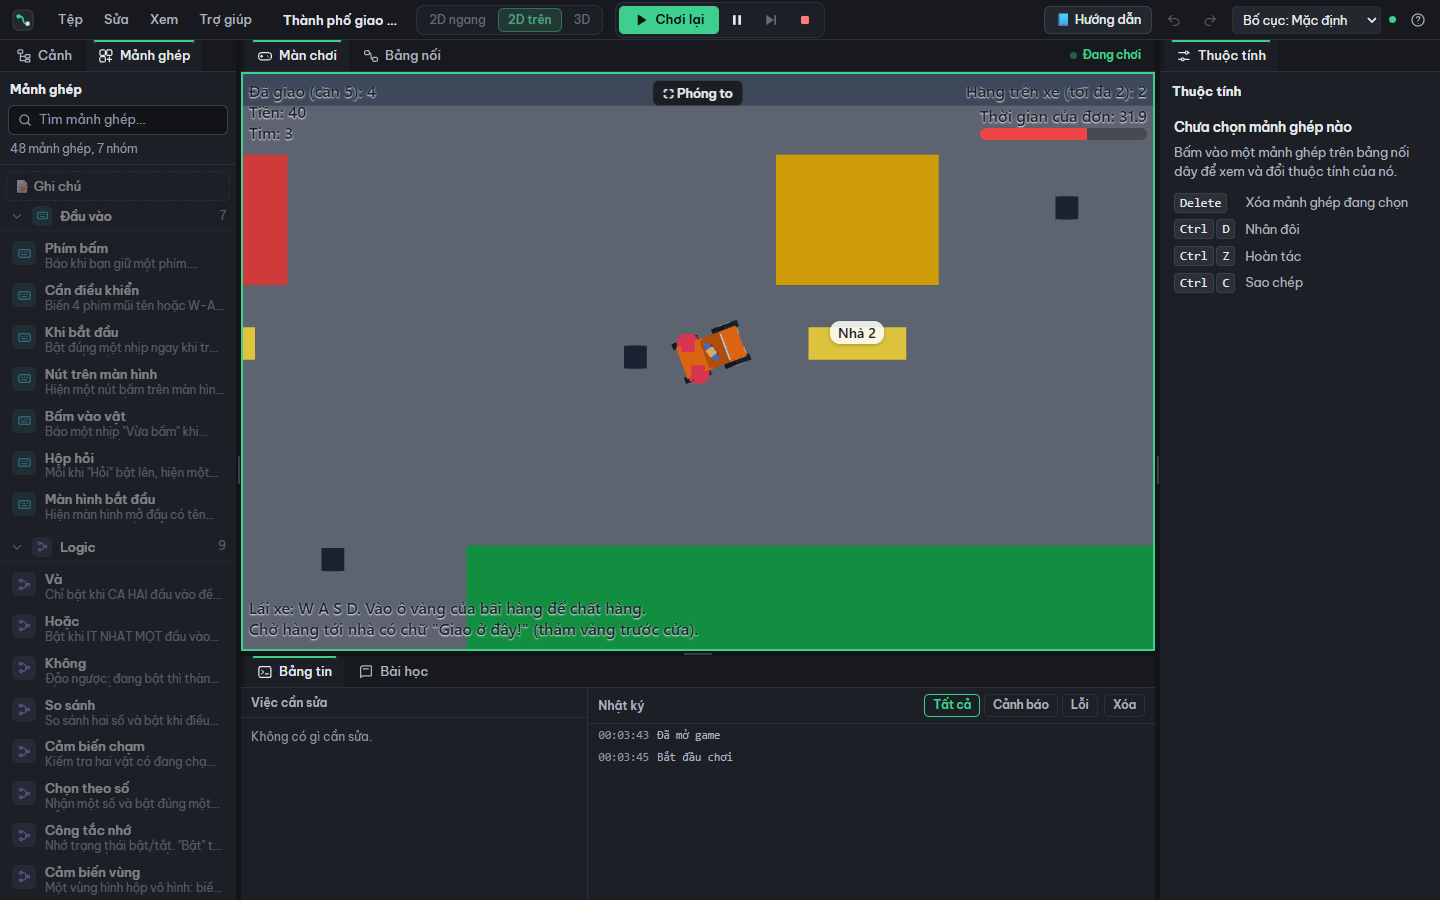 Tệp
Sửa
Xem
Trợ giúp
Thành phố giao ...
2D ngang
2D trên
3D
Chơi lại
Hướng dẫn
Bố cục: Mặc định
Cảnh
Mảnh ghép
Mảnh ghép
Tìm mảnh ghép...
48 mảnh ghép, 7 nhóm
Ghi chú
Đầu vào
7
Phím bấm
Báo khi bạn giữ một phím....
Cần điều khiển
Biến 4 phím mũi tên hoặc W-A...
Khi bắt đầu
Bật đúng một nhịp ngay khi tr...
Nút trên màn hình
Hiện một nút bấm trên màn hìn...
Bấm vào vật
Báo một nhịp "Vừa bấm" khi...
Hộp hỏi
Mỗi khi "Hỏi" bật lên, hiện một...
Màn hình bắt đầu
Hiện màn hình mở đầu có tên...
Logic
9
Và
Chỉ bật khi CẢ HAI đầu vào đề...
Hoặc
Bật khi ÍT NHẤT MỘT đầu vào...
Không
Đảo ngược: đang bật thì thàn...
So sánh
So sánh hai số và bật khi điều...
Cảm biến chạm
Kiểm tra hai vật có đang chạ...
Chọn theo số
Nhận một số và bật đúng một...
Công tắc nhớ
Nhớ trạng thái bật/tắt. "Bật" t...
Cảm biến vùng
Một vùng hình hộp vô hình: biế...
Màn chơi
Bảng nối
Đang chơi
Đã giao (cần 5): 4
Tiền: 40
Tim: 3
Phóng to
Hàng trên xe (tối đa 2): 2
Thời gian của đơn: 31.9
Nhà 2
Lái xe: W A S D. Vào ô vàng của bãi hàng để chất hàng.
Chở hàng tới nhà có chữ "Giao ở đây!" (thảm vàng trước cửa).
Bảng tin
Bài học
Việc cần sửa
Không có gì cần sửa.
Nhật ký
Tất cả
Cảnh báo
Lỗi
Xóa
00:03:43 Đã mở game
00:03:45 Bắt đầu chơi
Thuộc tính
Thuộc tính
Chưa chọn mảnh ghép nào
Bấm vào một mảnh ghép trên bảng nối
dây để xem và đổi thuộc tính của nó.
Delete Xóa mảnh ghép đang chọn
Ctrl D Nhân đôi
Ctrl Z Hoàn tác
Ctrl C Sao chép